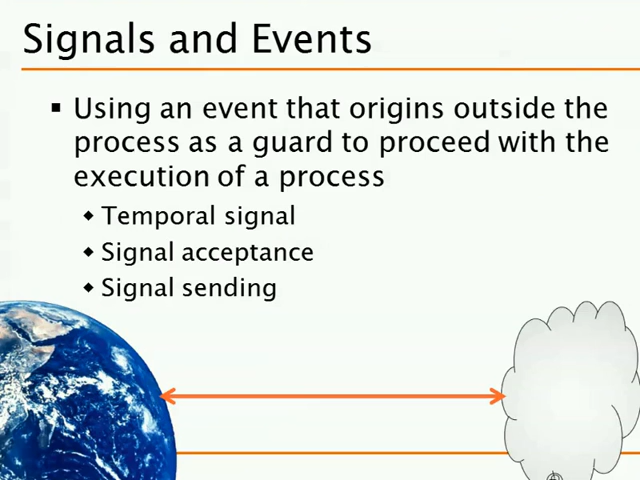 Signals and Events
Using an event that origins outside the
process as a guard to proceed with the
execution of a process
Temporal signal
Signal acceptance
Signal sending